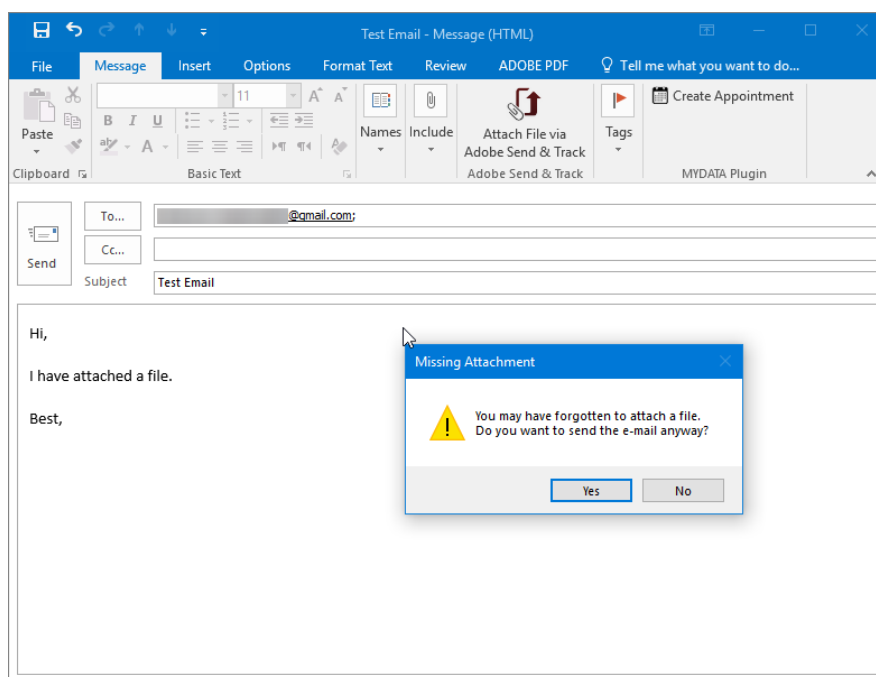 Test Email - Message (HTML)
File Message Insert Options Format Text Review ADOBE PDF Tell me what you want to do...
11 A A Create Appointment
B I U
Paste Names Include Attach File via Tags
aby A Adobe Send & Track
Clipboard Basic Text Adobe Send & Track MYDATA Plugin
To... @gmail.com;
Cc...
Send
Subject Test Email
Hi,
I have attached a file.
Best,
Missing Attachment
You may have forgotten to attach a file.
Do you want to send the e-mail anyway?
Yes No